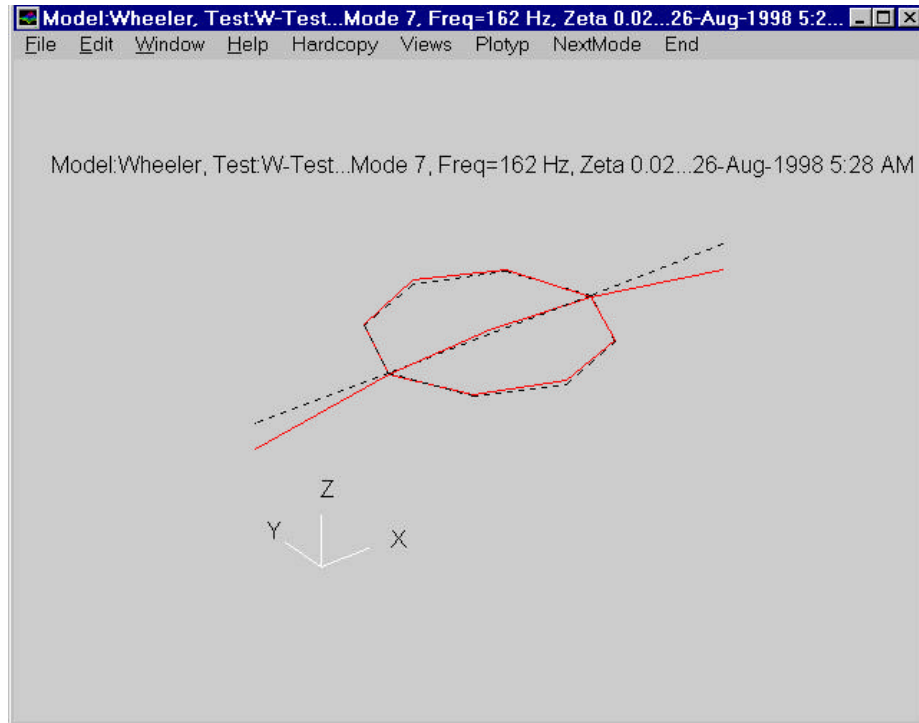 Model:Wheeler, Test:W-Test...Mode 7, Freq=162 Hz, Zeta 0.02...26-Aug-1998 5:2...
File Edit Window Help Hardcopy Views Plotyp NextMode End
Model:Wheeler, Test:W-Test...Mode 7, Freq=162 Hz, Zeta 0.02...26-Aug-1998 5:28 AM
Z
Y
X